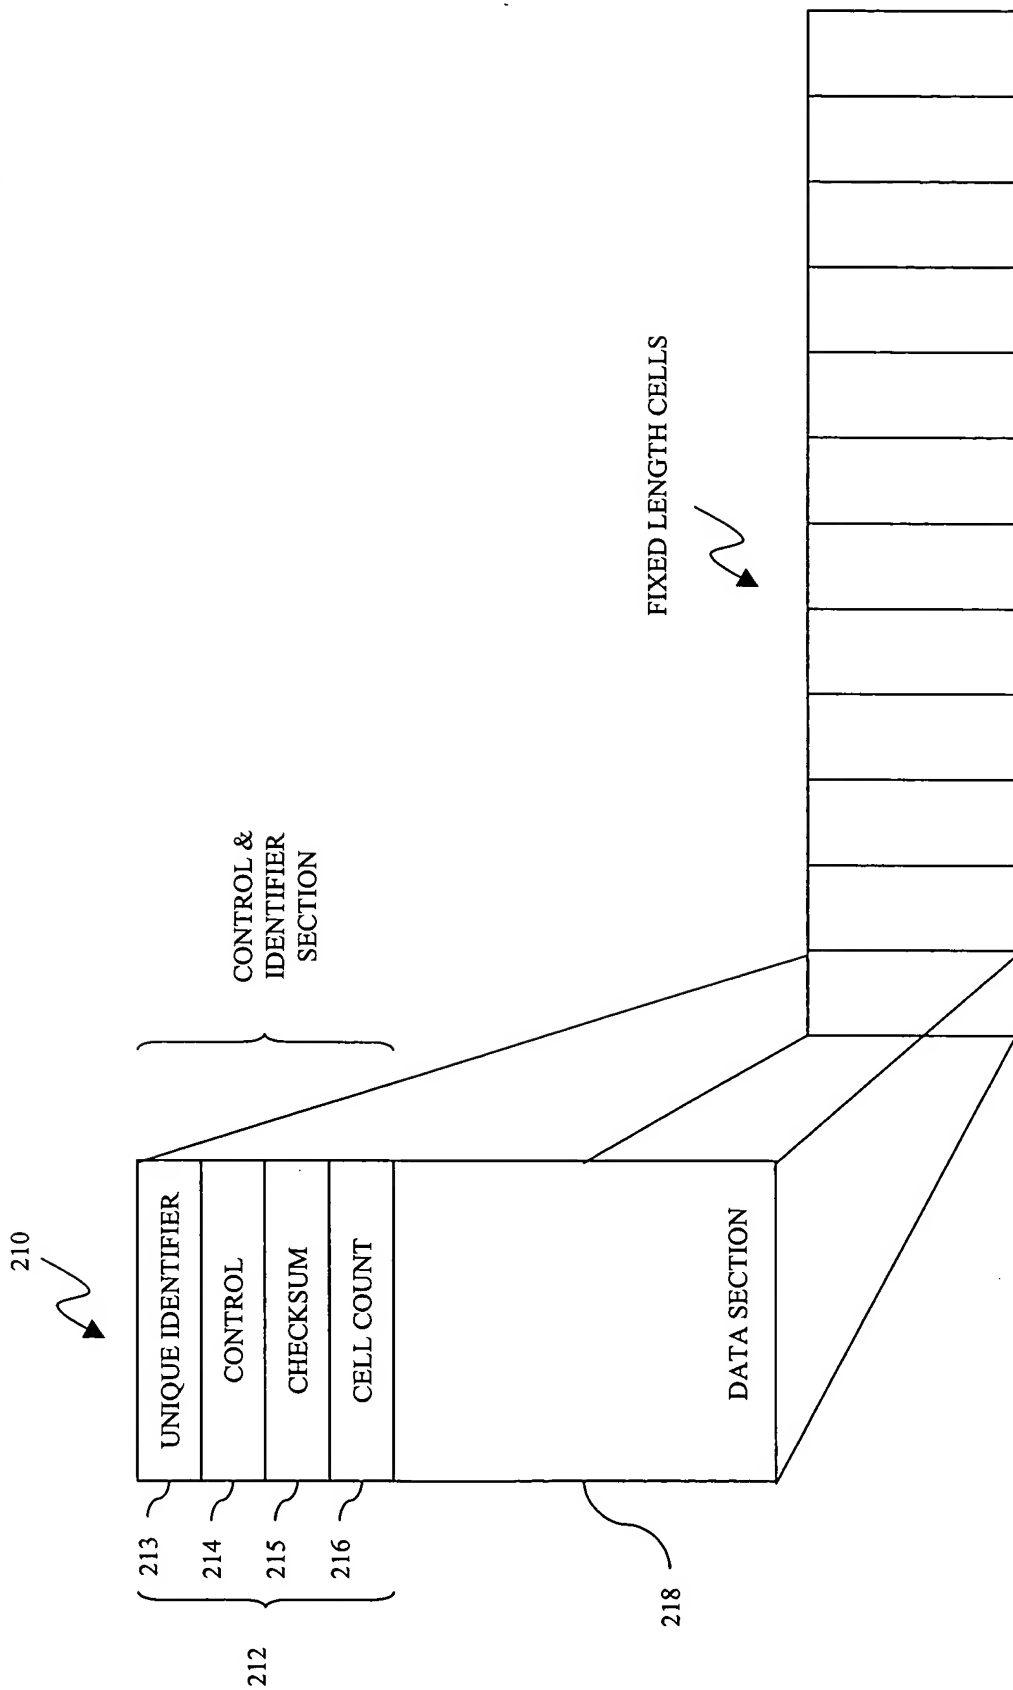 210
UNIQUE IDENTIFIER
CONTROL
CHECKSUM
CELL COUNT
DATA SECTION
213
214
215
216
212
218
CONTROL &
IDENTIFIER
SECTION
FIXED LENGTH CELLS